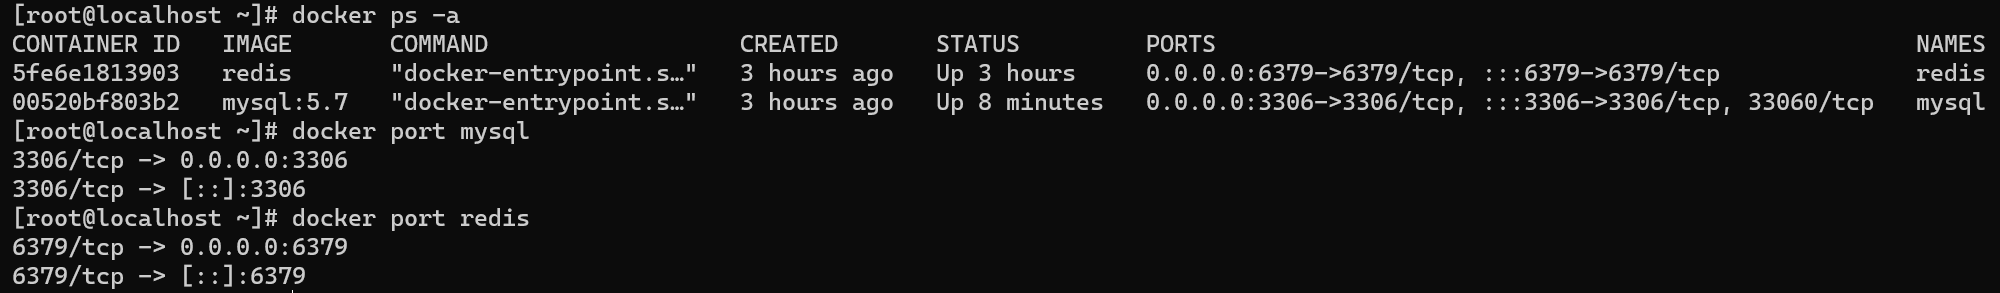 [root@localhost ~]# docker ps -a
CONTAINER ID   IMAGE       COMMAND                  CREATED       STATUS         PORTS                                                  NAMES
5fe6e1813903   redis       "docker-entrypoint.s…"   3 hours ago   Up 3 hours     0.0.0.0:6379->6379/tcp, :::6379->6379/tcp              redis
00520bf803b2   mysql:5.7   "docker-entrypoint.s…"   3 hours ago   Up 8 minutes   0.0.0.0:3306->3306/tcp, :::3306->3306/tcp, 33060/tcp   mysql
[root@localhost ~]# docker port mysql
3306/tcp -> 0.0.0.0:3306
3306/tcp -> [::]:3306
[root@localhost ~]# docker port redis
6379/tcp -> 0.0.0.0:6379
6379/tcp -> [::]:6379